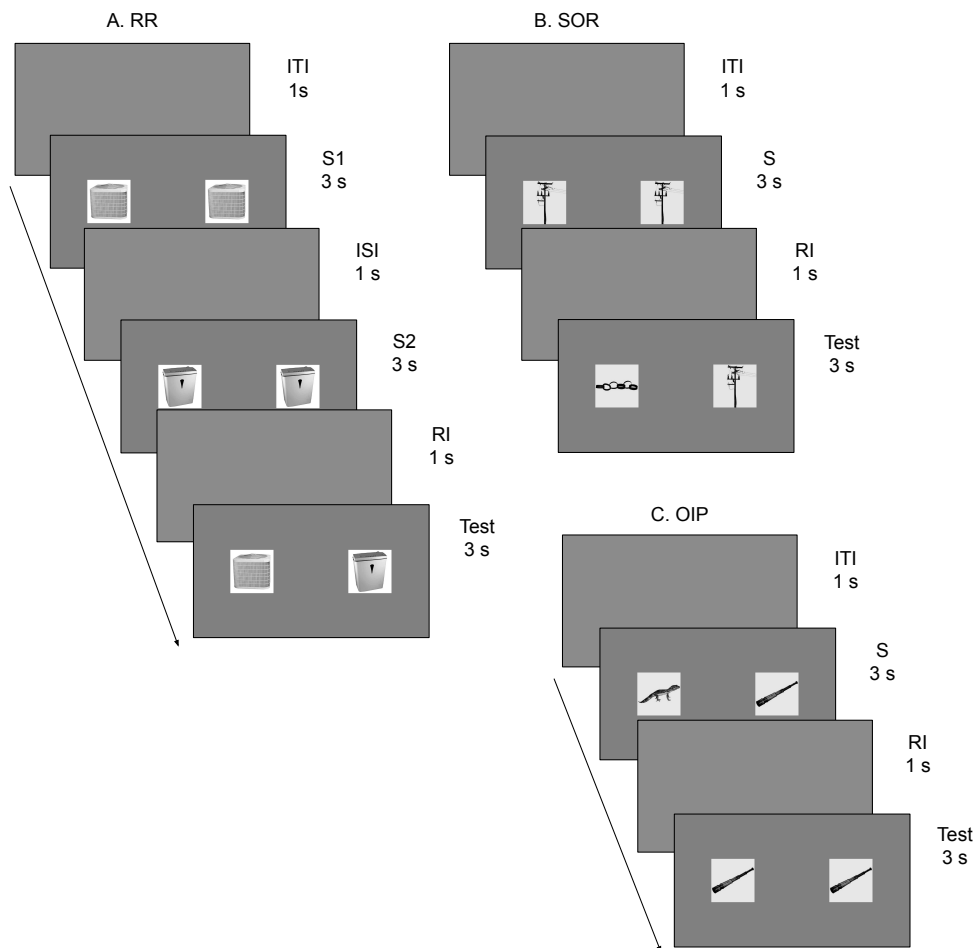 A. RR
ITI
1s
S1
3 s
ISI
1 s
S2
3 s
RI
1 s
Test
3 s
B. SOR
ITI
1 s
S
3 s
RI
1 s
Test
3 s
C. OIP
ITI
1 s
S
3 s
RI
1 s
Test
3 s